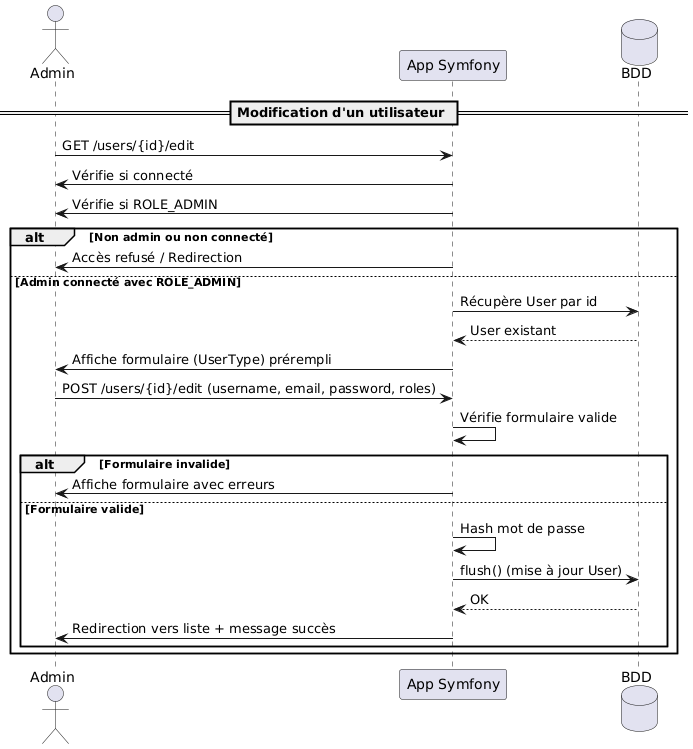 Admin
App Symfony
BDD
Modification d'un utilisateur
GET /users/{id}/edit
Vérifie si connecté
Vérifie si ROLE_ADMIN
alt [Non admin ou non connecté]
Accès refusé / Redirection
[Admin connecté avec ROLE_ADMIN]
Récupère User par id
User existant
Affiche formulaire (UserType) prérempli
POST /users/{id}/edit (username, email, password, roles)
Vérifie formulaire valide
alt [Formulaire invalide]
Affiche formulaire avec erreurs
[Formulaire valide]
Hash mot de passe
flush() (mise à jour User)
OK
Redirection vers liste + message succès
Admin
App Symfony
BDD